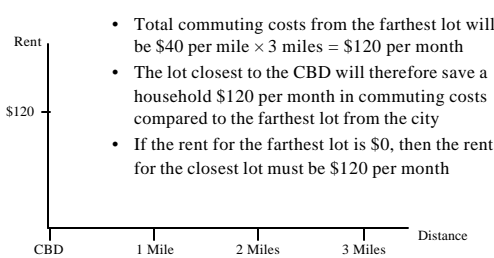 • Total commuting costs from the farthest lot will
be $40 per mile × 3 miles = $120 per month
• The lot closest to the CBD will therefore save a
household $120 per month in commuting costs
compared to the farthest lot from the city
• If the rent for the farthest lot is $0, then the rent
for the closest lot must be $120 per month
Rent
$120
Distance
CBD 1 Mile 2 Miles 3 Miles